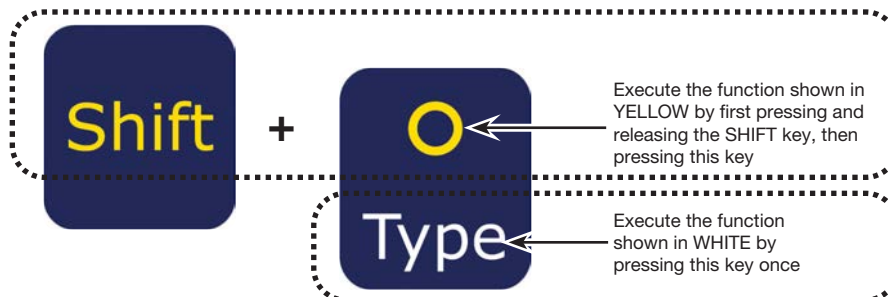 Shift
+
O
Execute the function shown in
YELLOW by first pressing and
releasing the SHIFT key, then
pressing this key
Type
Execute the function
shown in WHITE by
pressing this key once